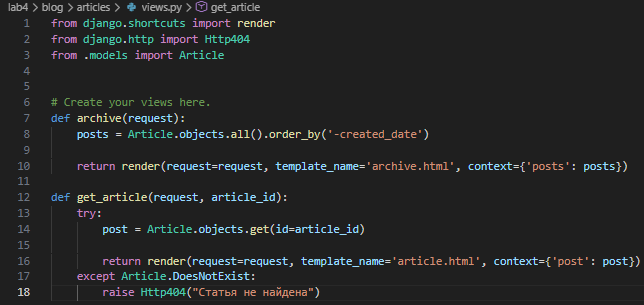 lab4 > blog > articles > views.py > get_article
1 from django.shortcuts import render
2 from django.http import Http404
3 from .models import Article
4
5
6 # Create your views here.
7 def archive(request):
8     posts = Article.objects.all().order_by('-created_date')
9
10     return render(request=request, template_name='archive.html', context={'posts': posts})
11
12 def get_article(request, article_id):
13     try:
14         post = Article.objects.get(id=article_id)
15
16         return render(request=request, template_name='article.html', context={'post': post})
17     except Article.DoesNotExist:
18         raise Http404("Статья не найдена")